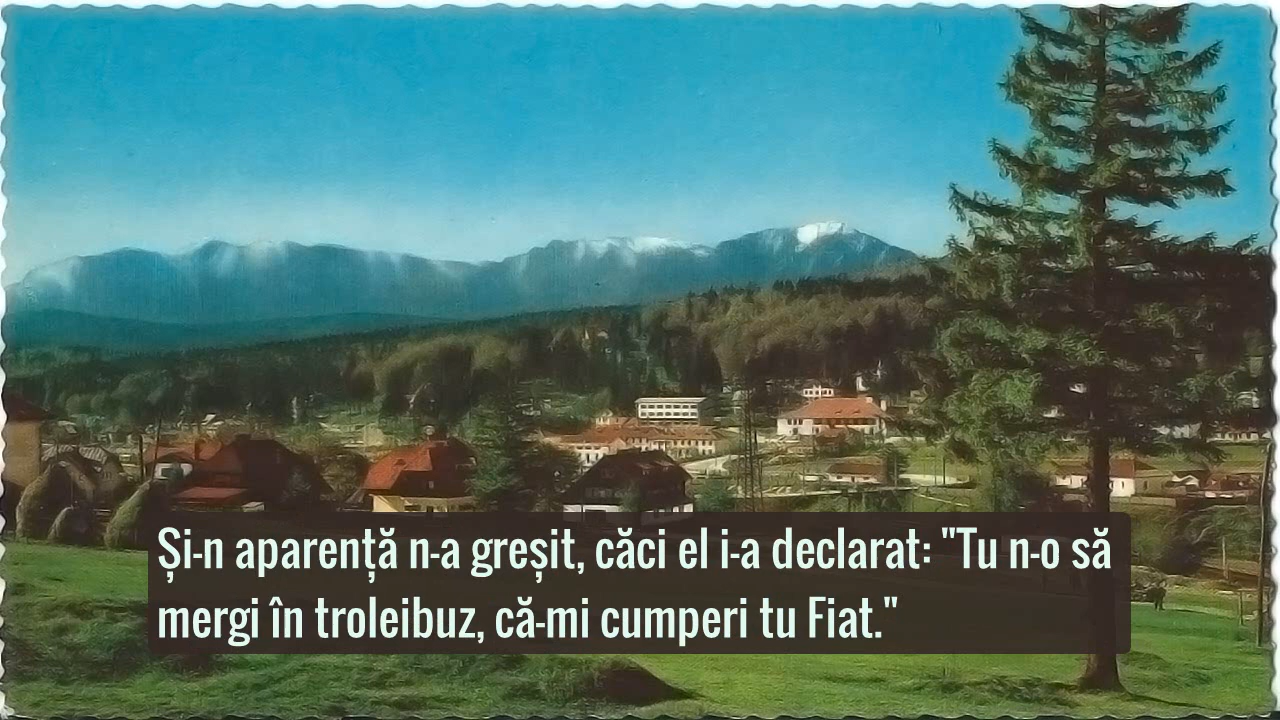 Și-n aparență n-a greșit, căci el i-a declarat: "Tu n-o să
mergi în troleibuz, că-mi cumperi tu Fiat."